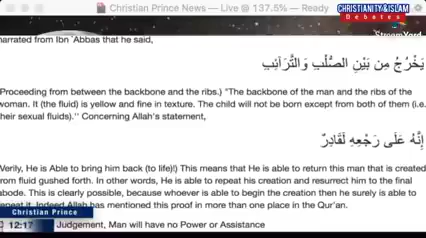 Christian Prince News — Live @ 137.5% — Ready
CHRISTIANITY&ISLAM
Debates
StreamYard
narrated from Ibn `Abbas that he said,
يَخْرُجُ مِن بَيْنِ الصُّلْبِ وَالتَّرَآئِبِ
Proceeding from between the backbone and the ribs.) "The backbone of the man and the ribs of the
woman. It (the fluid) is yellow and fine in texture. The child will not be born except from both of them (i.e.
heir sexual fluids).'' Concerning Allah's statement,
إِنَّهُ عَلَى رَجْعِهِ لَقَادِرٌ
Verily, He is Able to bring him back (to life)!) This means that He is able to return this man that is created
from fluid gushed forth. In other words, He is able to repeat his creation and resurrect him to the final
abode. This is clearly possible, because whoever is able to begin the creation then he surely is able to
repeat it. Indeed Allah has mentioned this proof in more than one place in the Qur'an.
Christian Prince
12:17
Judgement, Man will have no Power or Assistance